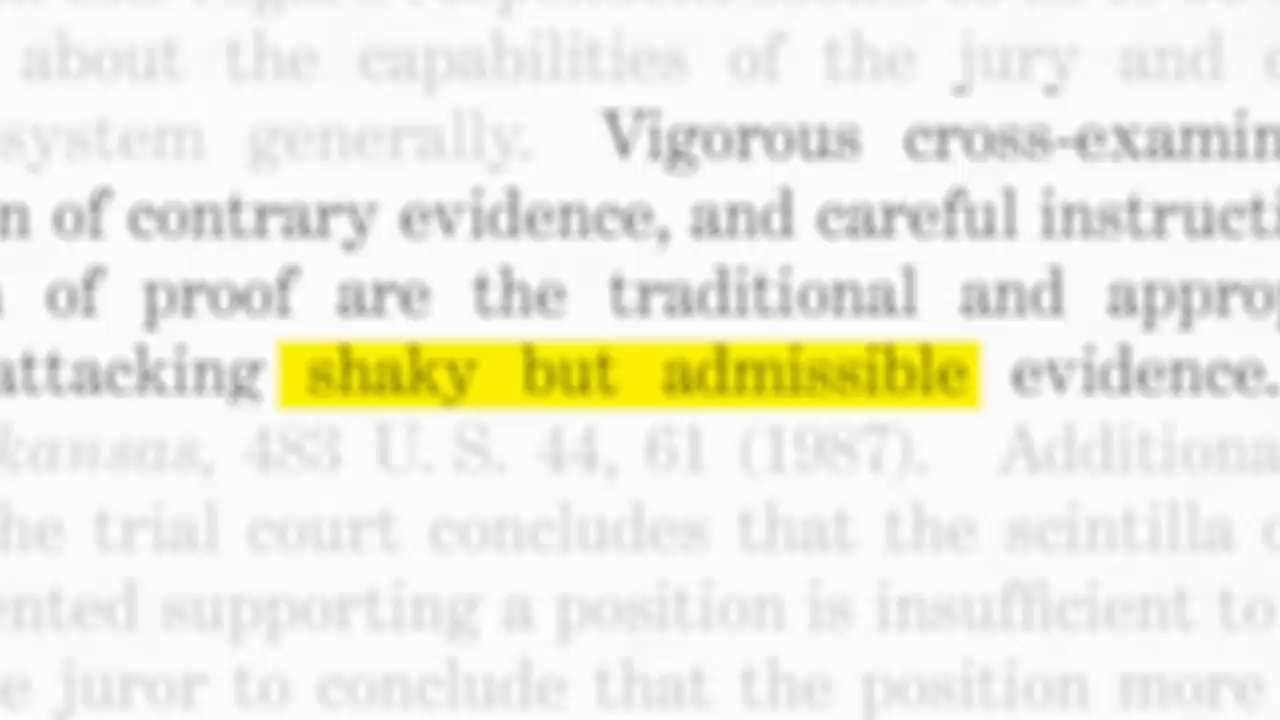 about the capabilities of the jury and
system generally. Vigorous cross-examin
n of contrary evidence, and careful instructi
of proof are the traditional and approp
attacking shaky but admissible evidence.
kansas, 483 U. S. 44, 61 (1987). Additiona
he trial court concludes that the scintilla o
ented supporting a position is insufficient to
e juror to conclude that the position more